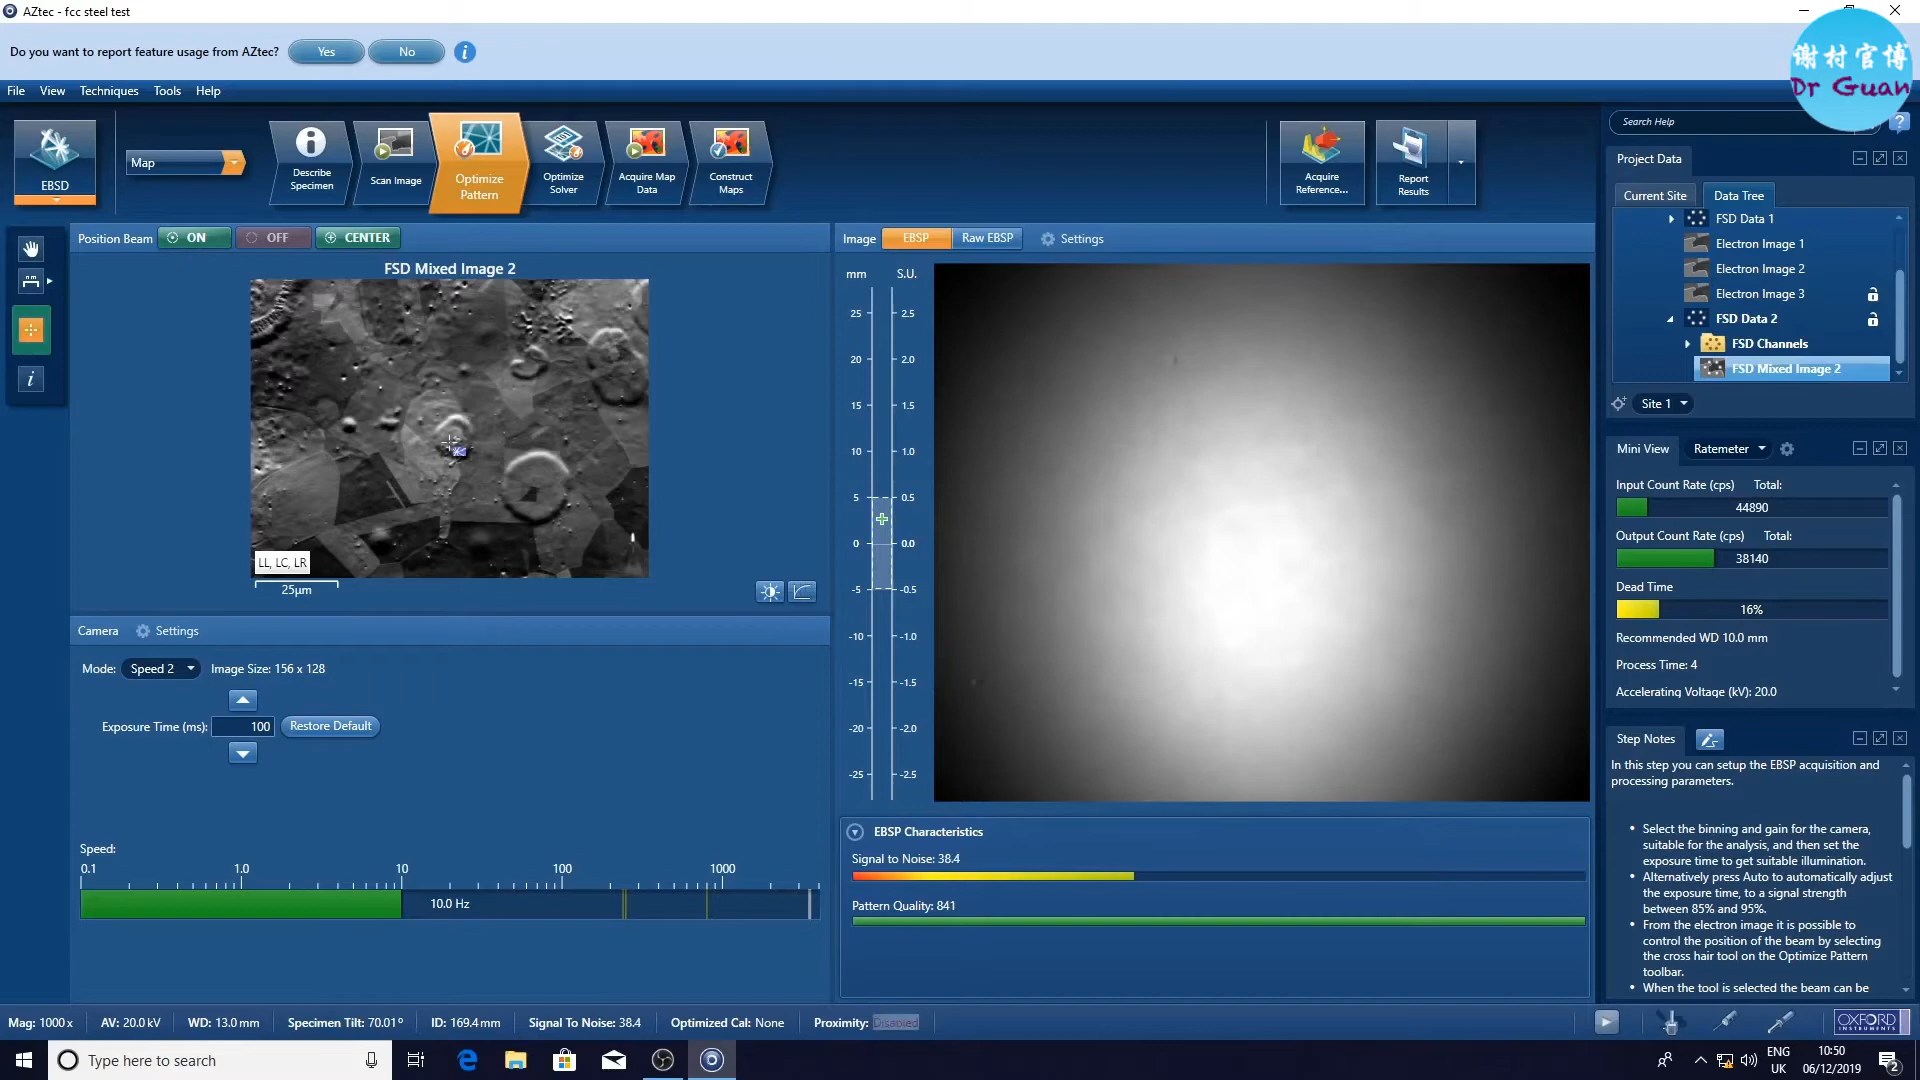 AZtec - fcc steel test
Do you want to report feature usage from AZtec?
Yes
No
谢村官博
Dr Guan
File View Techniques Tools Help
EBSD
Map
Describe
Specimen
Scan Image
Optimize
Pattern
Optimize
Solver
Acquire Map
Data
Construct
Maps
Acquire
Reference...
Report
Results
Search Help
Position Beam
ON
OFF
CENTER
FSD Mixed Image 2
LL, LC, LR
25µm
Camera
Settings
Mode: Speed 2 Image Size: 156 x 128
Exposure Time (ms): 100 Restore Default
Speed:
0.1 1.0 10 100 1000
10.0 Hz
Image EBSP Raw EBSP Settings
mm S.U.
25 2.5
20 2.0
15 1.5
10 1.0
5 0.5
0 0.0
-5 -0.5
-10 -1.0
-15 -1.5
-20 -2.0
-25 -2.5
EBSP Characteristics
Signal to Noise: 38.4
Pattern Quality: 841
Project Data
Current Site Data Tree
FSD Data 1
Electron Image 1
Electron Image 2
Electron Image 3
FSD Data 2
FSD Channels
FSD Mixed Image 2
Site 1
Mini View Ratemeter
Input Count Rate (cps) Total:
44890
Output Count Rate (cps) Total:
38140
Dead Time
16%
Recommended WD 10.0 mm
Process Time: 4
Accelerating Voltage (kV): 20.0
Step Notes
In this step you can setup the EBSP acquisition and
processing parameters.
• Select the binning and gain for the camera,
suitable for the analysis, and then set the
exposure time to get suitable illumination.
• Alternatively press Auto to automatically adjust
the exposure time, to a signal strength
between 85% and 95%.
• From the electron image it is possible to
control the position of the beam by selecting
the cross hair tool on the Optimize Pattern
toolbar.
• When the tool is selected the beam can be
Mag: 1000 x AV: 20.0 kV WD: 13.0 mm Specimen Tilt: 70.01 º ID: 169.4 mm Signal To Noise: 38.4 Optimized Cal: None Proximity: Disabled
OXFORD
INSTRUMENTS
Type here to search
ENG
UK
10:50
06/12/2019
2